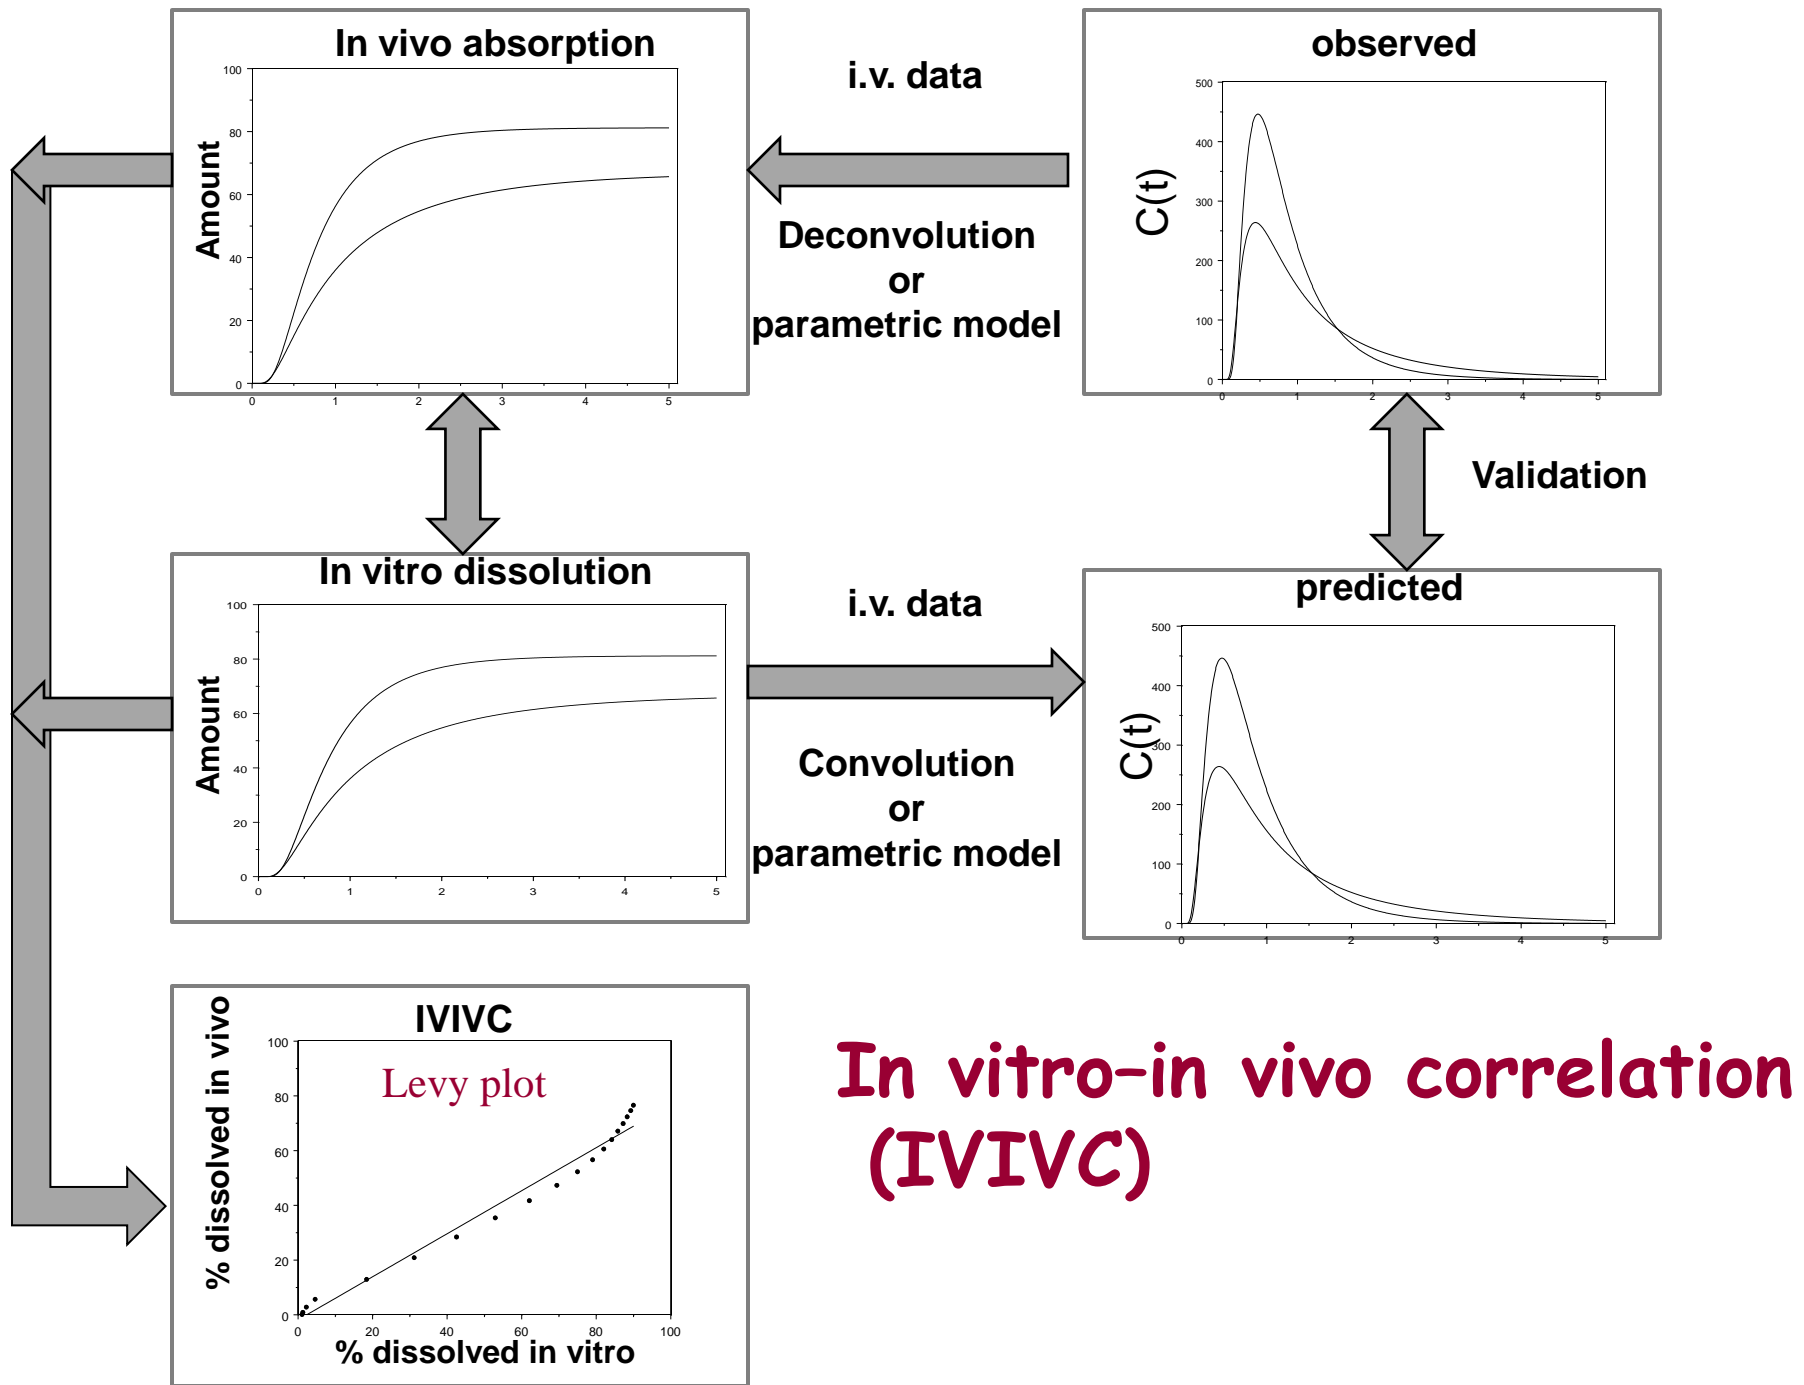 In vivo absorption
Amount
100
80
60
40
20
0
0 1 2 3 4 5
i.v. data
Deconvolution
or
parametric model
observed
C(t)
500
400
300
200
100
0
0 1 2 3 4 5
Validation
In vitro dissolution
Amount
100
80
60
40
20
0
0 1 2 3 4 5
i.v. data
Convolution
or
parametric model
predicted
C(t)
500
400
300
200
100
0
0 1 2 3 4 5
IVIVC
Levy plot
% dissolved in vivo
100
80
60
40
20
0
0 20 40 60 80 100
% dissolved in vitro
In vitro–in vivo correlation
(IVIVC)